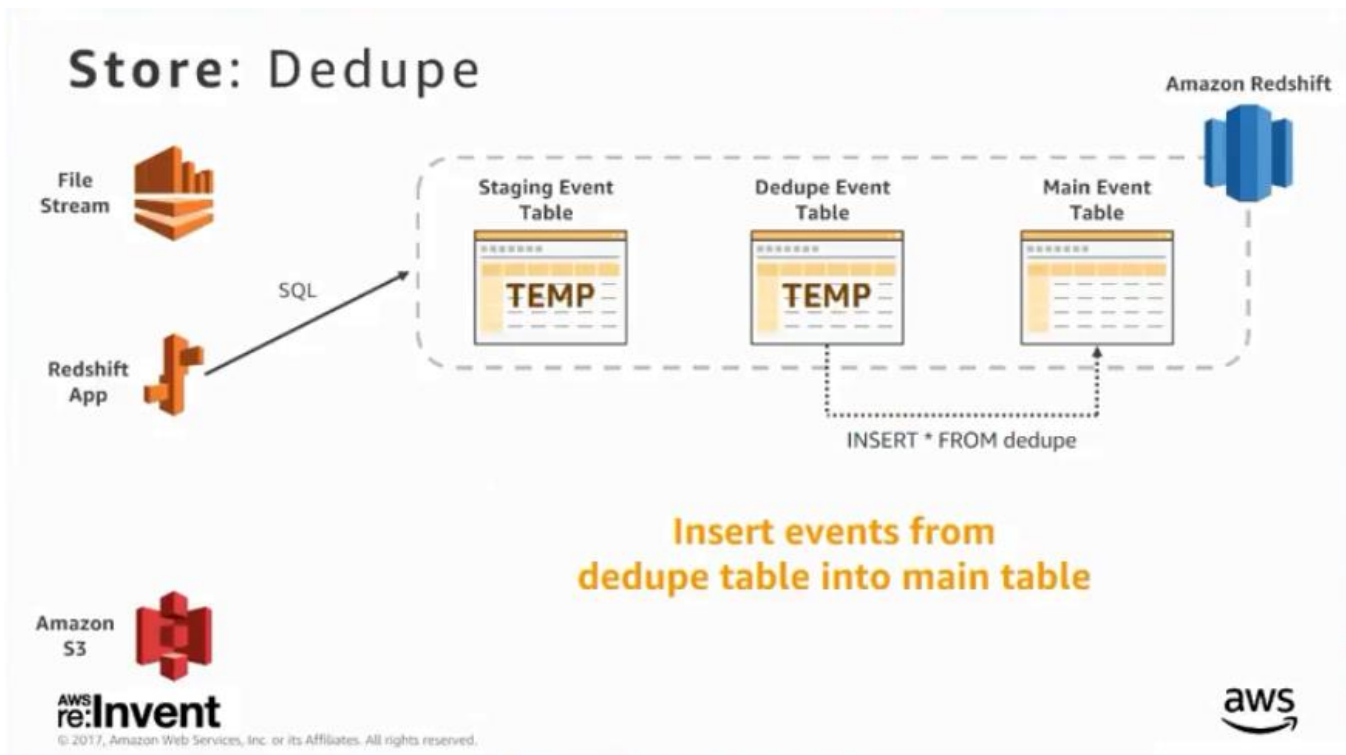 Store: Dedupe
Amazon Redshift
File
Stream
Staging Event
Table
Dedupe Event
Table
Main Event
Table
TEMP
TEMP
SQL
Redshift
App
INSERT * FROM dedupe
Insert events from
dedupe table into main table
Amazon
S3
AWS
re:Invent
aws
© 2017, Amazon Web Services, Inc. or its Affiliates. All rights reserved.